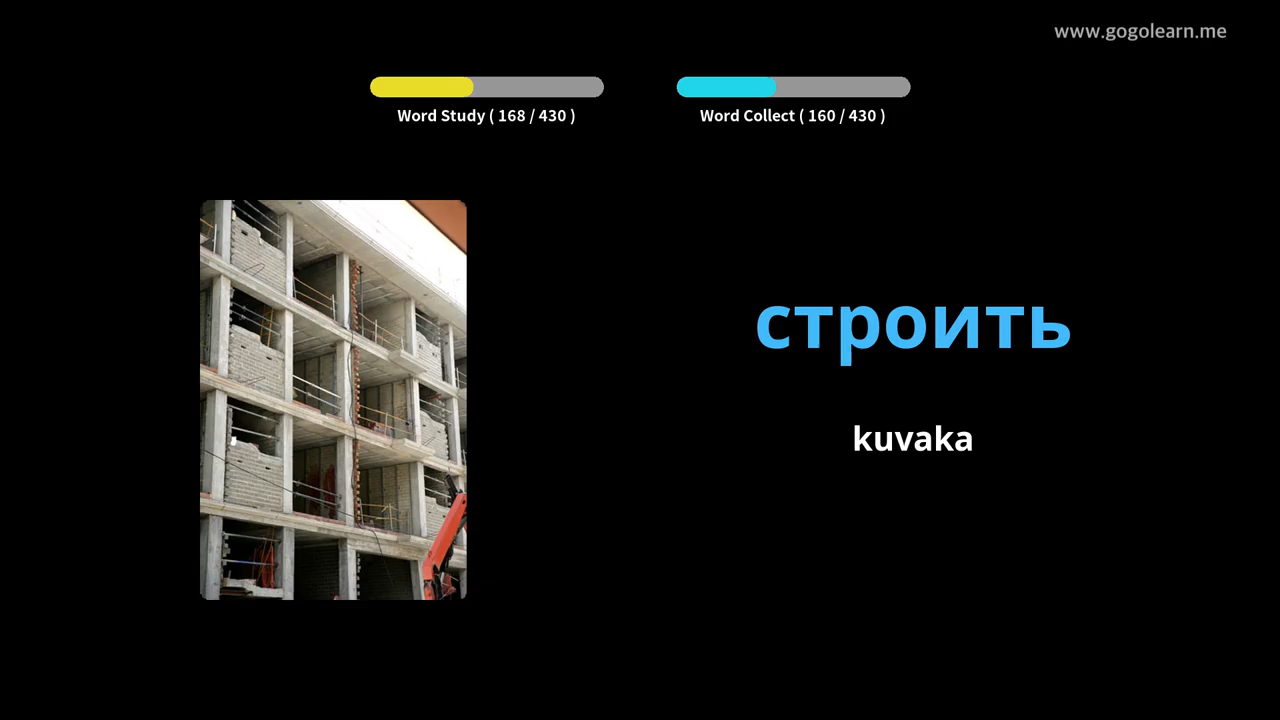 www.gogolearn.me
Word Study ( 168 / 430 )
Word Collect ( 160 / 430 )
строить
kuvaka